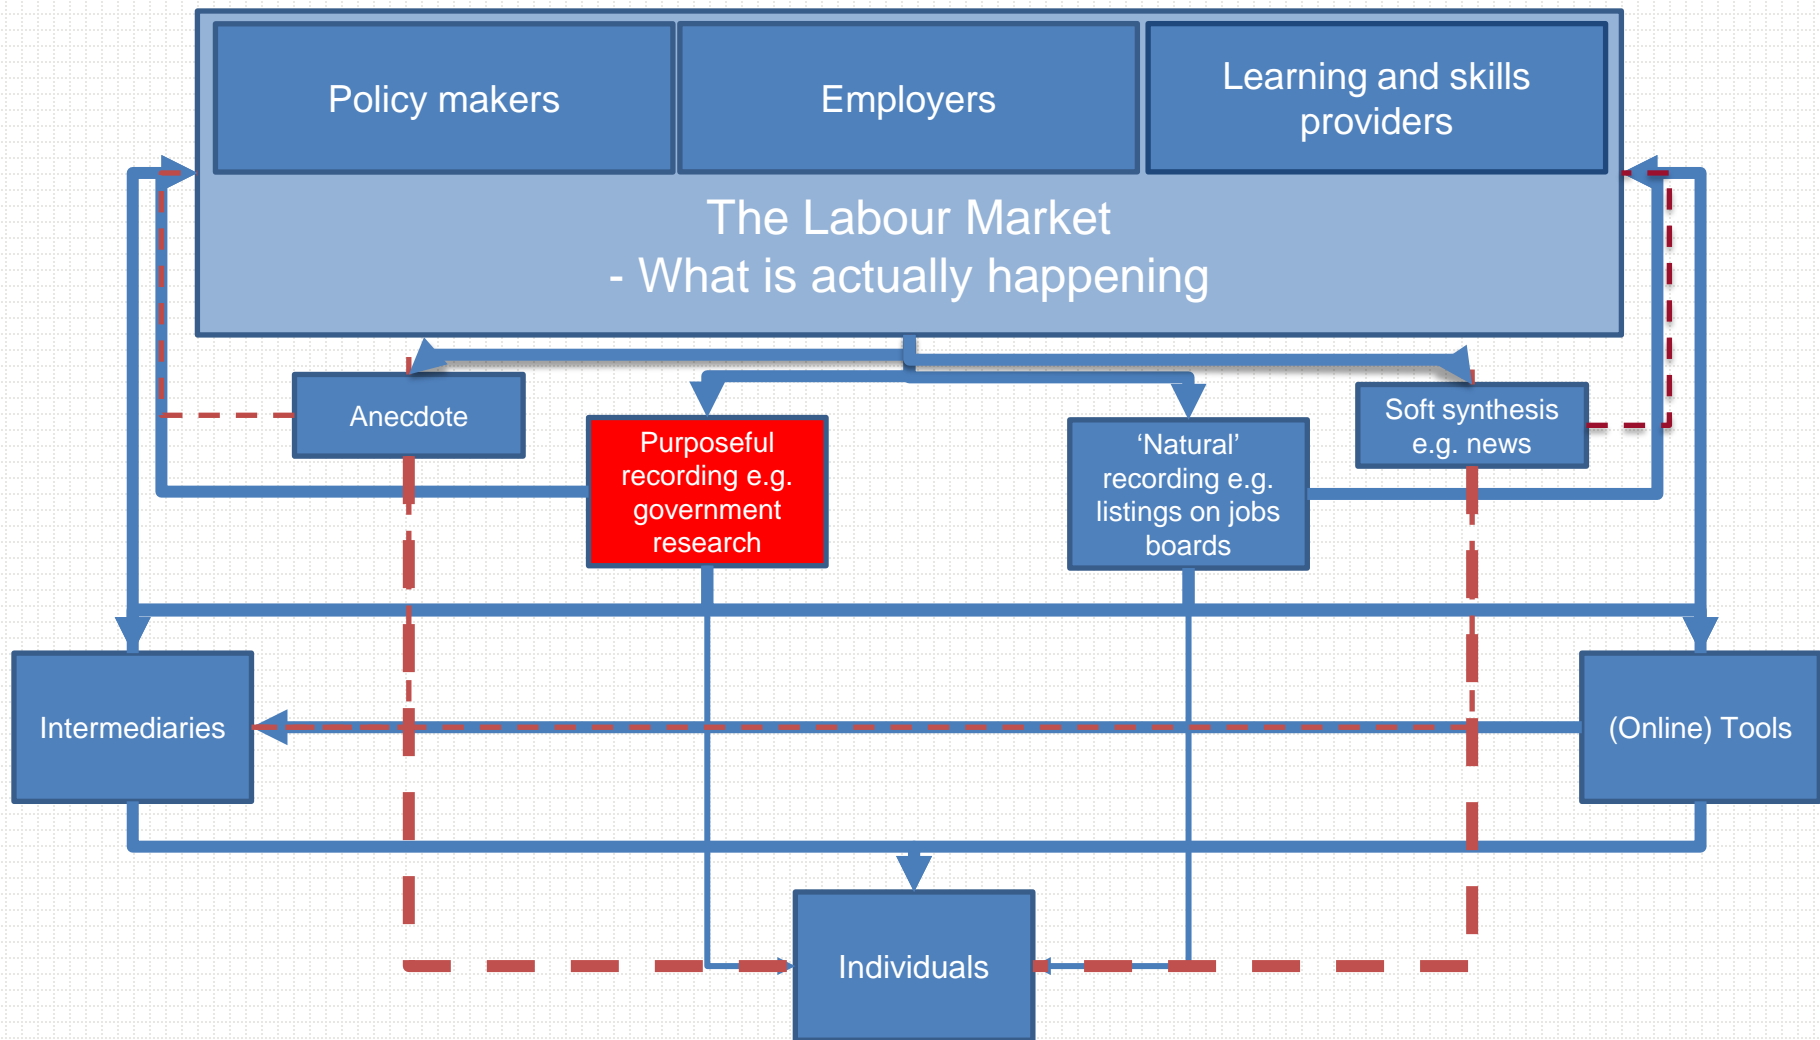 Policy makers
Employers
Learning and skills
providers
The Labour Market
- What is actually happening
Anecdote
Purposeful
recording e.g.
government
research
‘Natural’
recording e.g.
listings on jobs
boards
Soft synthesis
e.g. news
Intermediaries
(Online) Tools
Individuals